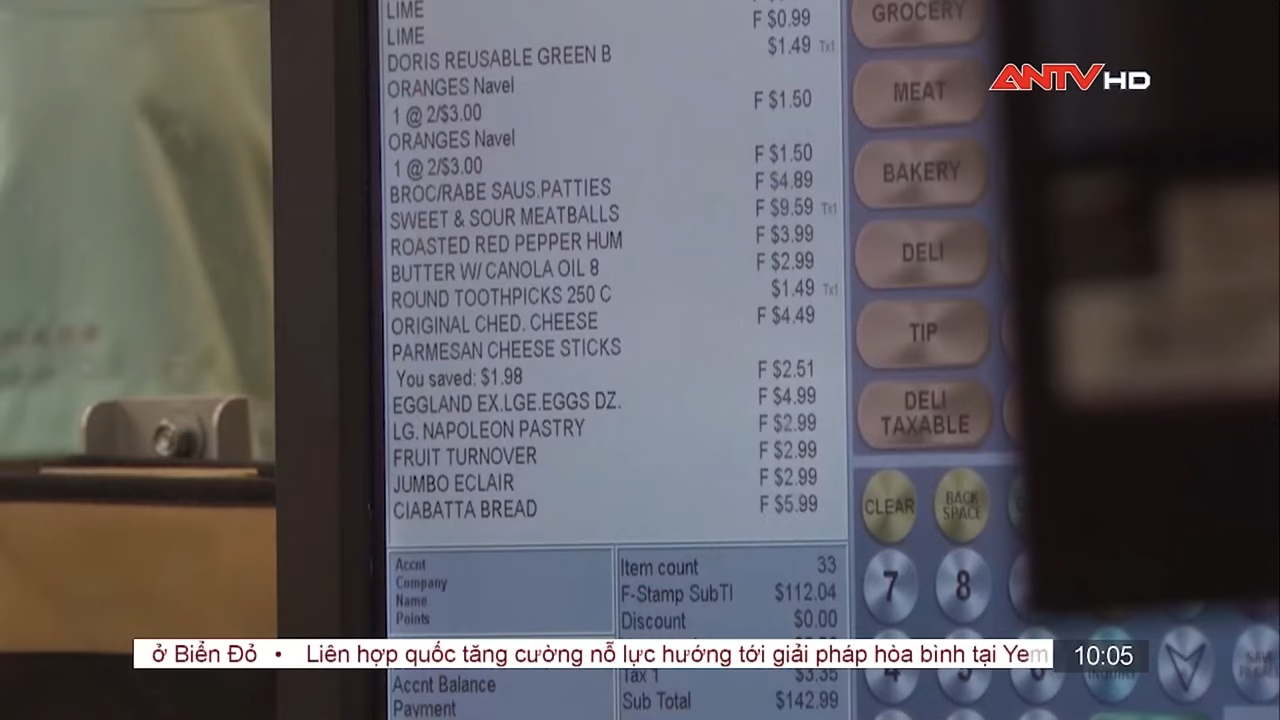 LIME
LIME F $0.99
DORIS REUSABLE GREEN B $1.49 Tx1
ORANGES Navel
1 @ 2/$3.00 F $1.50
ORANGES Navel
1 @ 2/$3.00 F $1.50
BROC/RABE SAUS.PATTIES F $4.89
SWEET & SOUR MEATBALLS F $9.59 Tx1
ROASTED RED PEPPER HUM F $3.99
BUTTER W/ CANOLA OIL 8 F $2.99
ROUND TOOTHPICKS 250 C $1.49 Tx1
ORIGINAL CHED. CHEESE F $4.49
PARMESAN CHEESE STICKS
You saved: $1.98 F $2.51
EGGLAND EX.LGE.EGGS DZ. F $4.99
LG. NAPOLEON PASTRY F $2.99
FRUIT TURNOVER F $2.99
JUMBO ECLAIR F $2.99
CIABATTA BREAD F $5.99
Accnt
Company
Name
Points
Item count 33
F-Stamp SubTl $112.04
Discount $0.00
Tax 1 $3.35
Sub Total $142.99
Accnt Balance
Payment
GROCERY
MEAT
BAKERY
DELI
TIP
DELI
TAXABLE
CLEAR
BACK
SPACE
7 8
4 5 6
ANTV HD
ở Biển Đỏ • Liên hợp quốc tăng cường nỗ lực hướng tới giải pháp hòa bình tại Yem
10:05